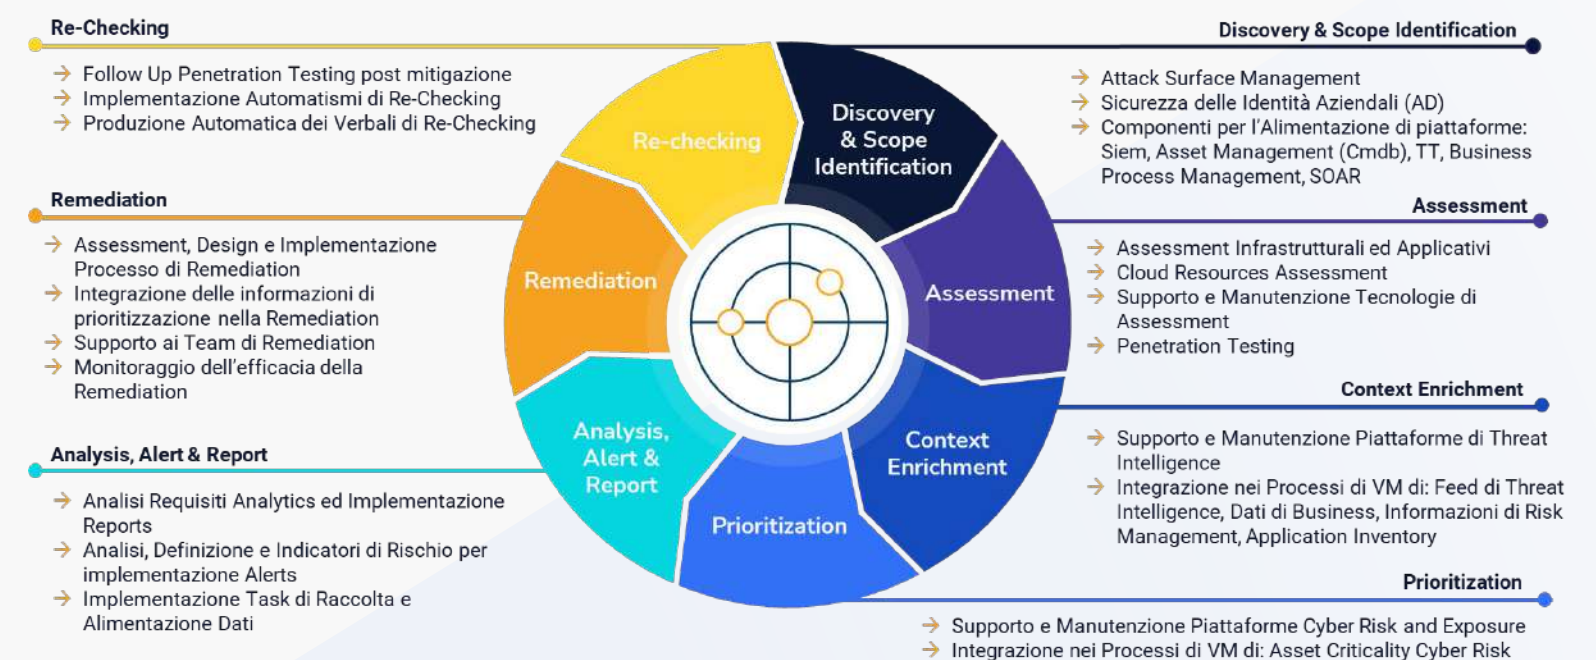 Re-Checking
Follow Up Penetration Testing post mitigazione
Implementazione Automatismi di Re-Checking
Produzione Automatica dei Verbali di Re-Checking
Remediation
Assessment, Design e Implementazione
Processo di Remediation
Integrazione delle informazioni di
prioritizzazione nella Remediation
Supporto ai Team di Remediation
Monitoraggio dell'efficacia della
Remediation
Analysis, Alert & Report
Analisi Requisiti Analytics ed Implementazione
Reports
Analisi, Definizione e Indicatori di Rischio per
implementazione Alerts
Implementazione Task di Raccolta e
Alimentazione Dati
Re-checking
Discovery
& Scope
Identification
Remediation
Assessment
Analysis,
Alert &
Report
Context
Enrichment
Prioritization
Discovery & Scope Identification
Attack Surface Management
Sicurezza delle Identità Aziendali (AD)
Componenti per l'Alimentazione di piattaforme:
Siem, Asset Management (Cmdb), TT, Business
Process Management, SOAR
Assessment
Assessment Infrastrutturali ed Applicativi
Cloud Resources Assessment
Supporto e Manutenzione Tecnologie di
Assessment
Penetration Testing
Context Enrichment
Supporto e Manutenzione Piattaforme di Threat
Intelligence
Integrazione nei Processi di VM di: Feed di Threat
Intelligence, Dati di Business, Informazioni di Risk
Management, Application Inventory
Prioritization
Supporto e Manutenzione Piattaforme Cyber Risk and Exposure
Integrazione nei Processi di VM di: Asset Criticality Cyber Risk